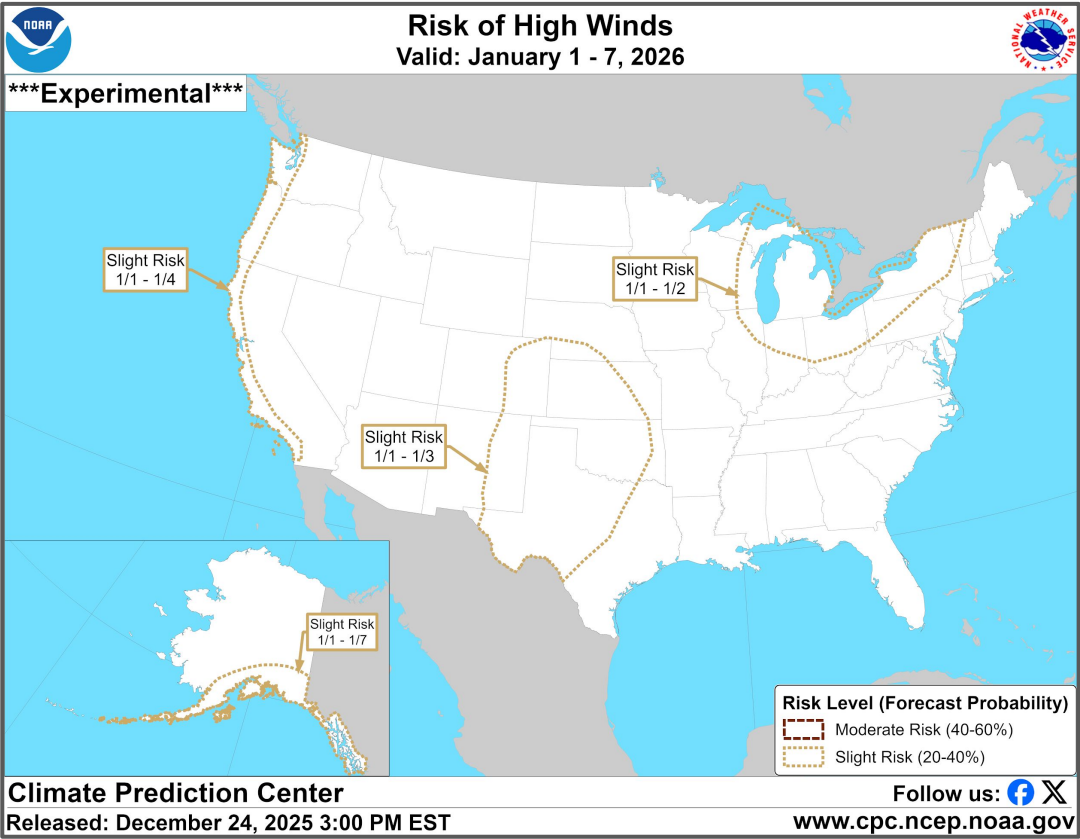 NOAA
Risk of High Winds
Valid: January 1 - 7, 2026
NATIONAL WEATHER SERVICE
***Experimental***
Slight Risk
1/1 - 1/4
Slight Risk
1/1 - 1/2
Slight Risk
1/1 - 1/3
Slight Risk
1/1 - 1/7
Risk Level (Forecast Probability)
Moderate Risk (40-60%)
Slight Risk (20-40%)
Climate Prediction Center
Follow us:
Released: December 24, 2025 3:00 PM EST
www.cpc.ncep.noaa.gov